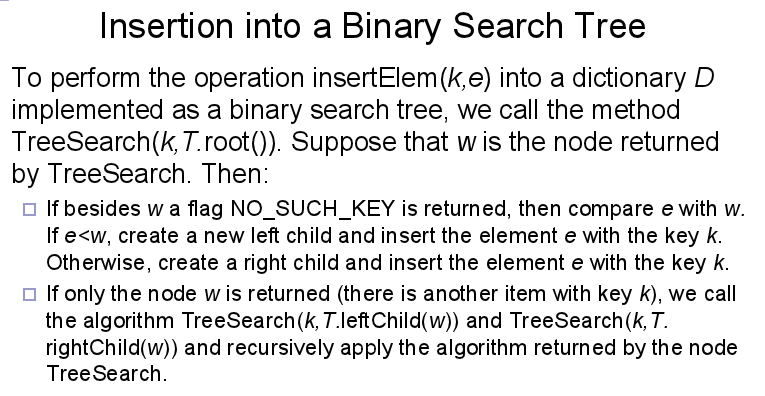 Insertion into a Binary Search Tree
To perform the operation insertElem(k,e) into a dictionary D
implemented as a binary search tree, we call the method
TreeSearch(k,T.root()). Suppose that w is the node returned
by TreeSearch. Then:
If besides w a flag NO_SUCH_KEY is returned, then compare e with w.
If e<w, create a new left child and insert the element e with the key k.
Otherwise, create a right child and insert the element e with the key k.
If only the node w is returned (there is another item with key k), we call
the algorithm TreeSearch(k,T.leftChild(w)) and TreeSearch(k,T.
rightChild(w)) and recursively apply the algorithm returned by the node
TreeSearch.